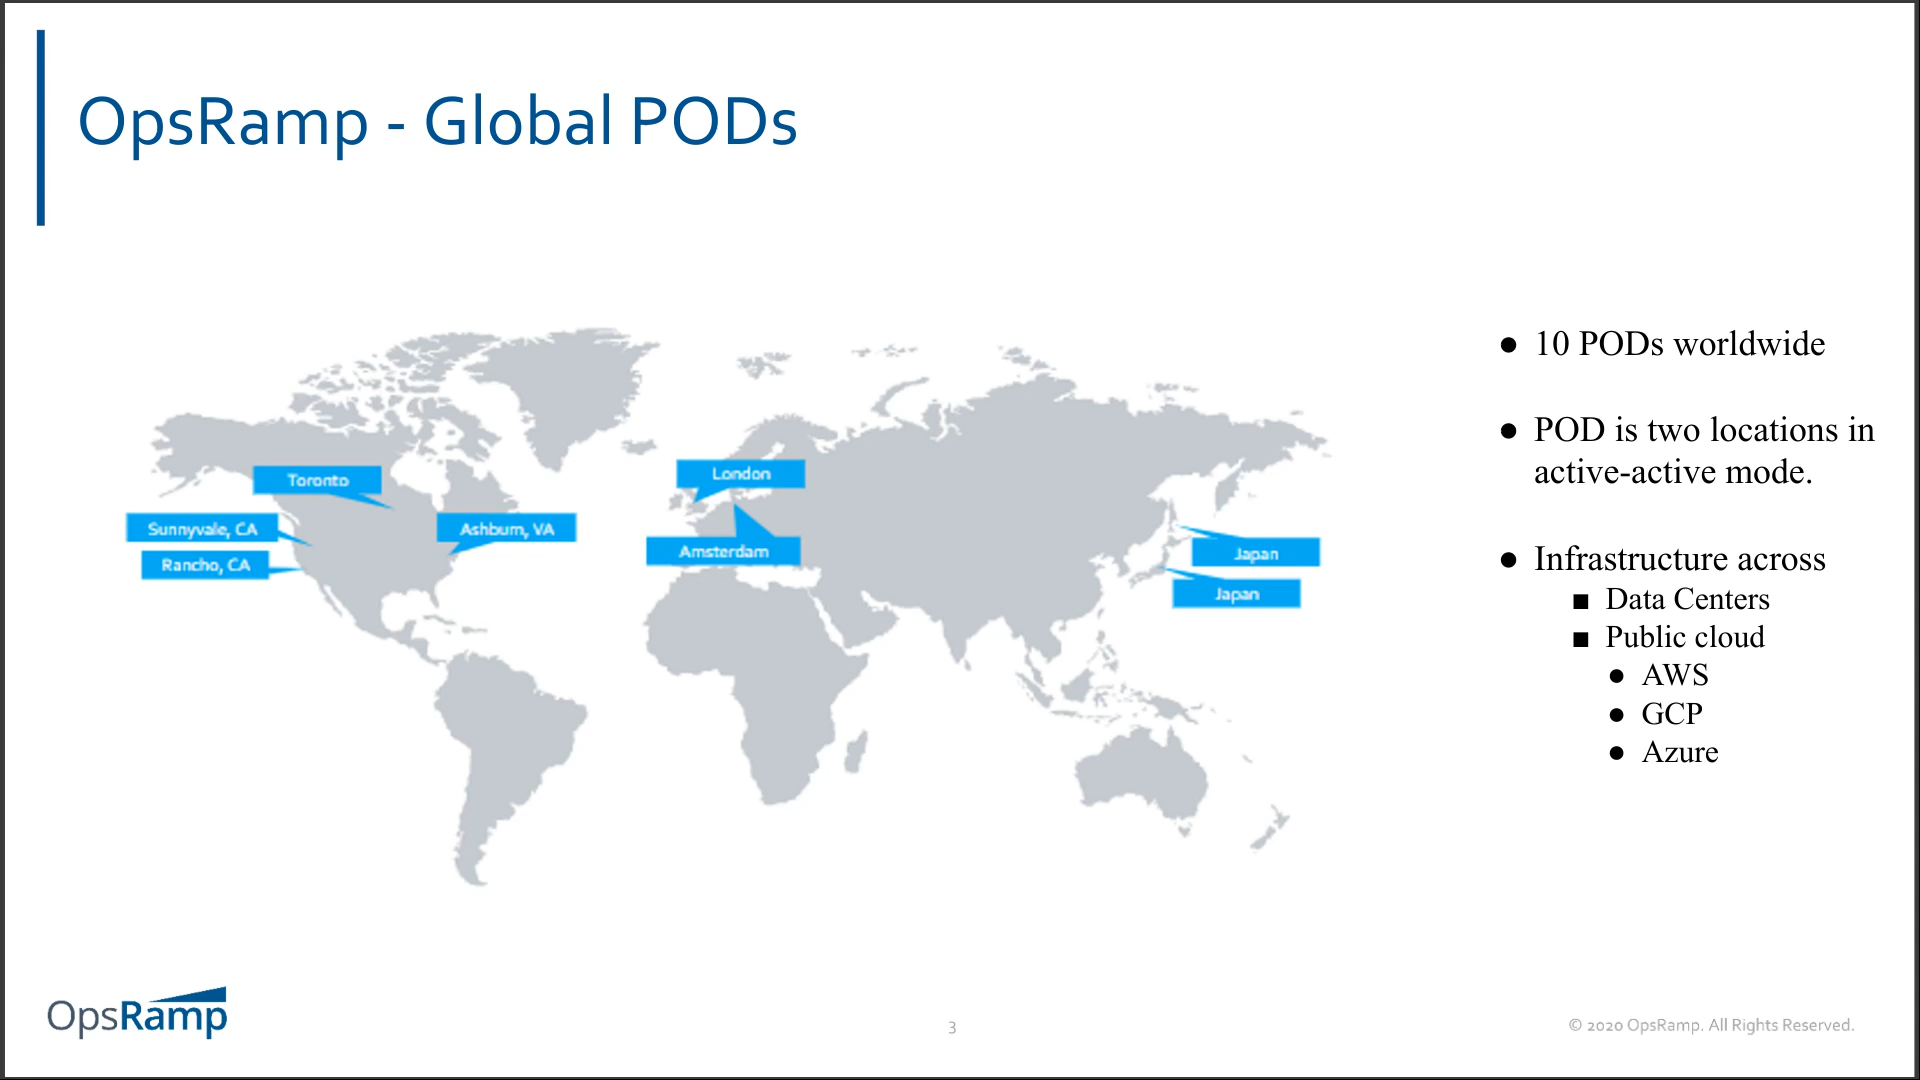 OpsRamp - Global PODs
Toronto
Sunnyvale, CA
Rancho, CA
Ashburn, VA
London
Amsterdam
Japan
Japan
● 10 PODs worldwide
● POD is two locations in
active-active mode.
● Infrastructure across
■ Data Centers
■ Public cloud
● AWS
● GCP
● Azure
OpsRamp
3
© 2020 OpsRamp. All Rights Reserved.